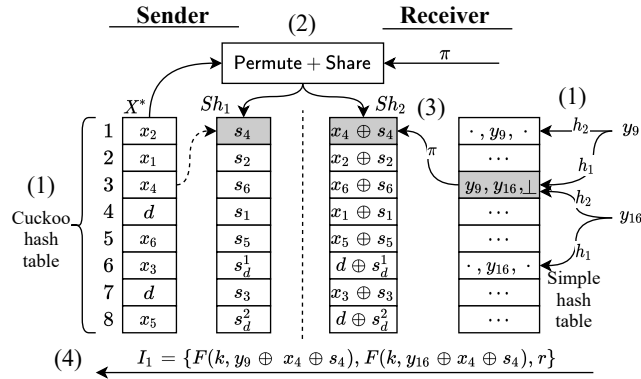 Sender (2) Receiver
Permute + Share π
X* Sh₁ Sh₂ (3) (1)
1 x₂ s₄ x₄ ⊕ s₄ · , y₉, · h₂ y₉
2 x₁ s₂ x₂ ⊕ s₂ π ··· h₁
(1) 3 x₄ s₆ x₆ ⊕ s₆ y₉, y₁₆,⊥
Cuckoo 4 d s₁ x₁ ⊕ s₁ ··· h₂ y₁₆
hash 5 x₆ s₅ x₅ ⊕ s₅ ··· h₁
table 6 x₃ s_d^1 d ⊕ s_d^1 · , y₁₆, · Simple
7 d s₃ x₃ ⊕ s₃ ··· hash
8 x₅ s_d^2 d ⊕ s_d^2 ··· table
(4) I₁ = {F(k, y₉ ⊕ x₄ ⊕ s₄), F(k, y₁₆ ⊕ x₄ ⊕ s₄), r}